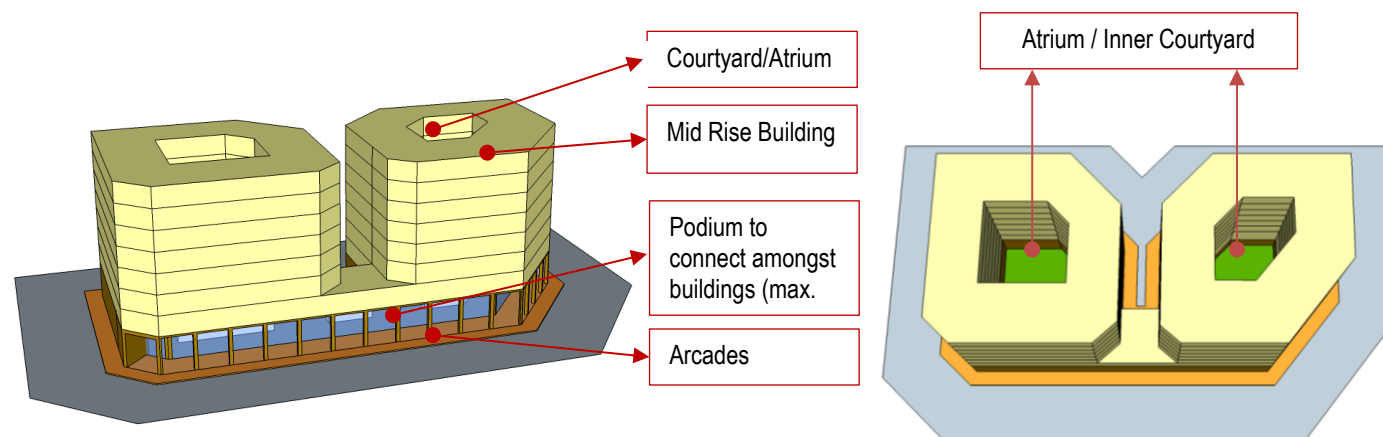 Courtyard/Atrium
Mid Rise Building
Podium to
connect amongst
buildings (max.
Arcades
Atrium / Inner Courtyard